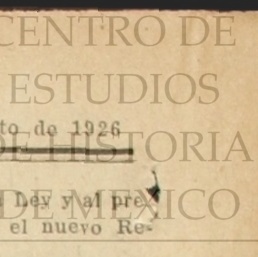 CENTRO DE
ESTUDIOS
to de 1926
DE HISTORIA
Ley y al pre
DE MEXICO
el nuevo Re-